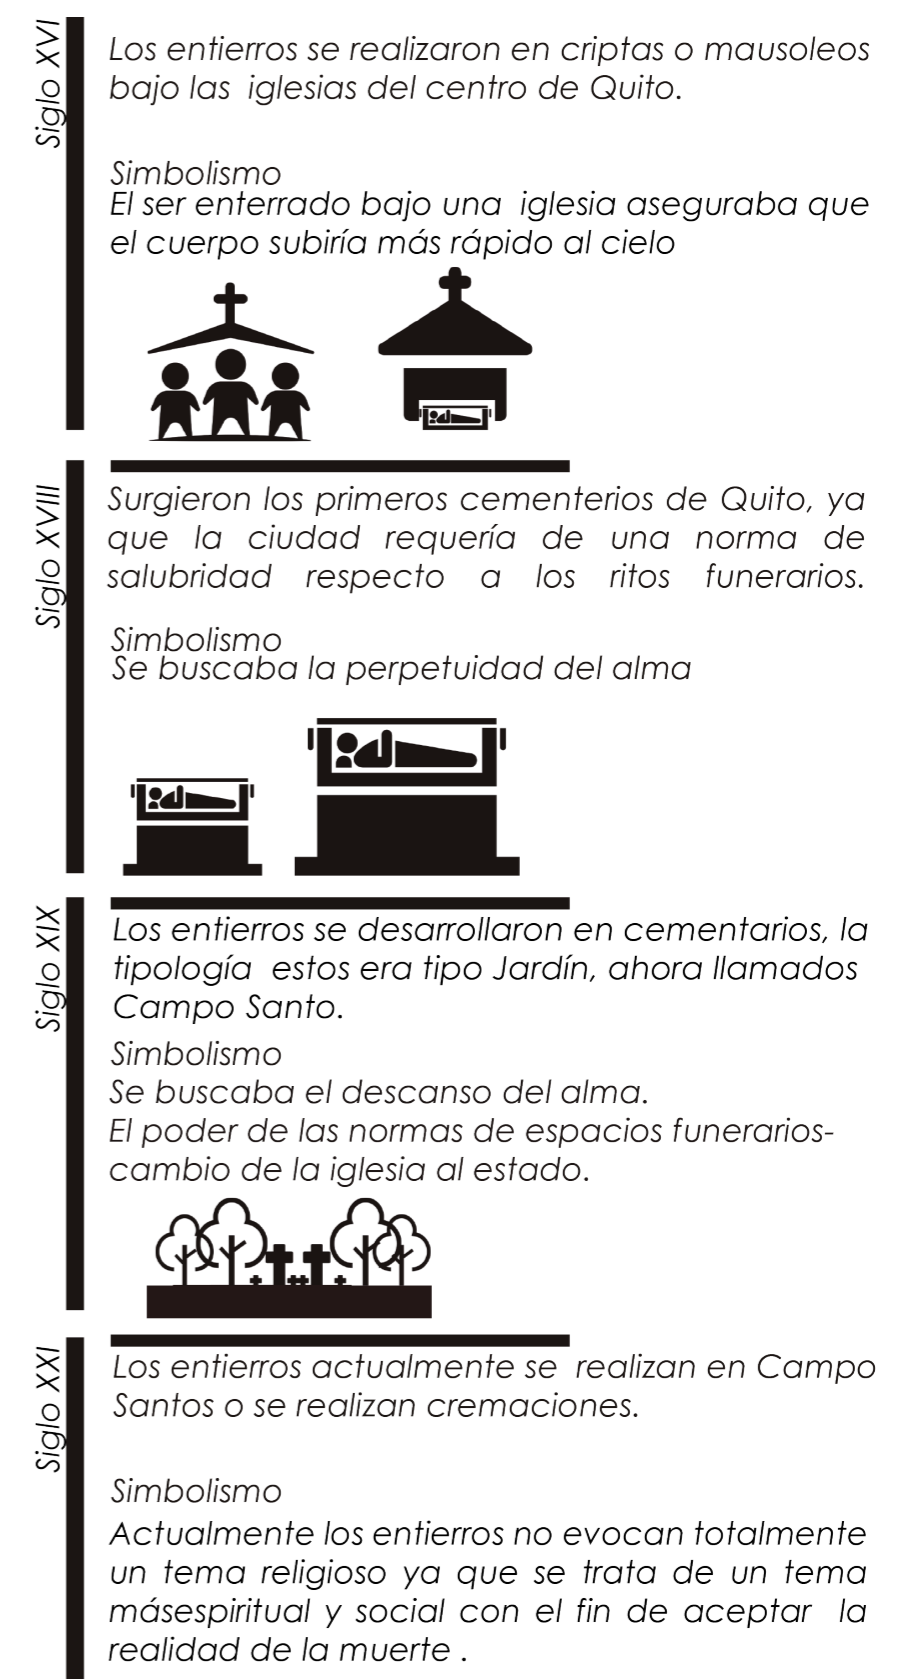 Siglo XVI
Los entierros se realizaron en criptas o mausoleos
bajo las iglesias del centro de Quito.
Simbolismo
El ser enterrado bajo una iglesia aseguraba que
el cuerpo subiría más rápido al cielo
Siglo XVIII
Surgieron los primeros cementerios de Quito, ya
que la ciudad requería de una norma de
salubridad respecto a los ritos funerarios.
Simbolismo
Se buscaba la perpetuidad del alma
Siglo XIX
Los entierros se desarrollaron en cementarios, la
tipología estos era tipo Jardín, ahora llamados
Campo Santo.
Simbolismo
Se buscaba el descanso del alma.
El poder de las normas de espacios funerarios-
cambio de la iglesia al estado.
Siglo XXI
Los entierros actualmente se realizan en Campo
Santos o se realizan cremaciones.
Simbolismo
Actualmente los entierros no evocan totalmente
un tema religioso ya que se trata de un tema
másespiritual y social con el fin de aceptar la
realidad de la muerte .